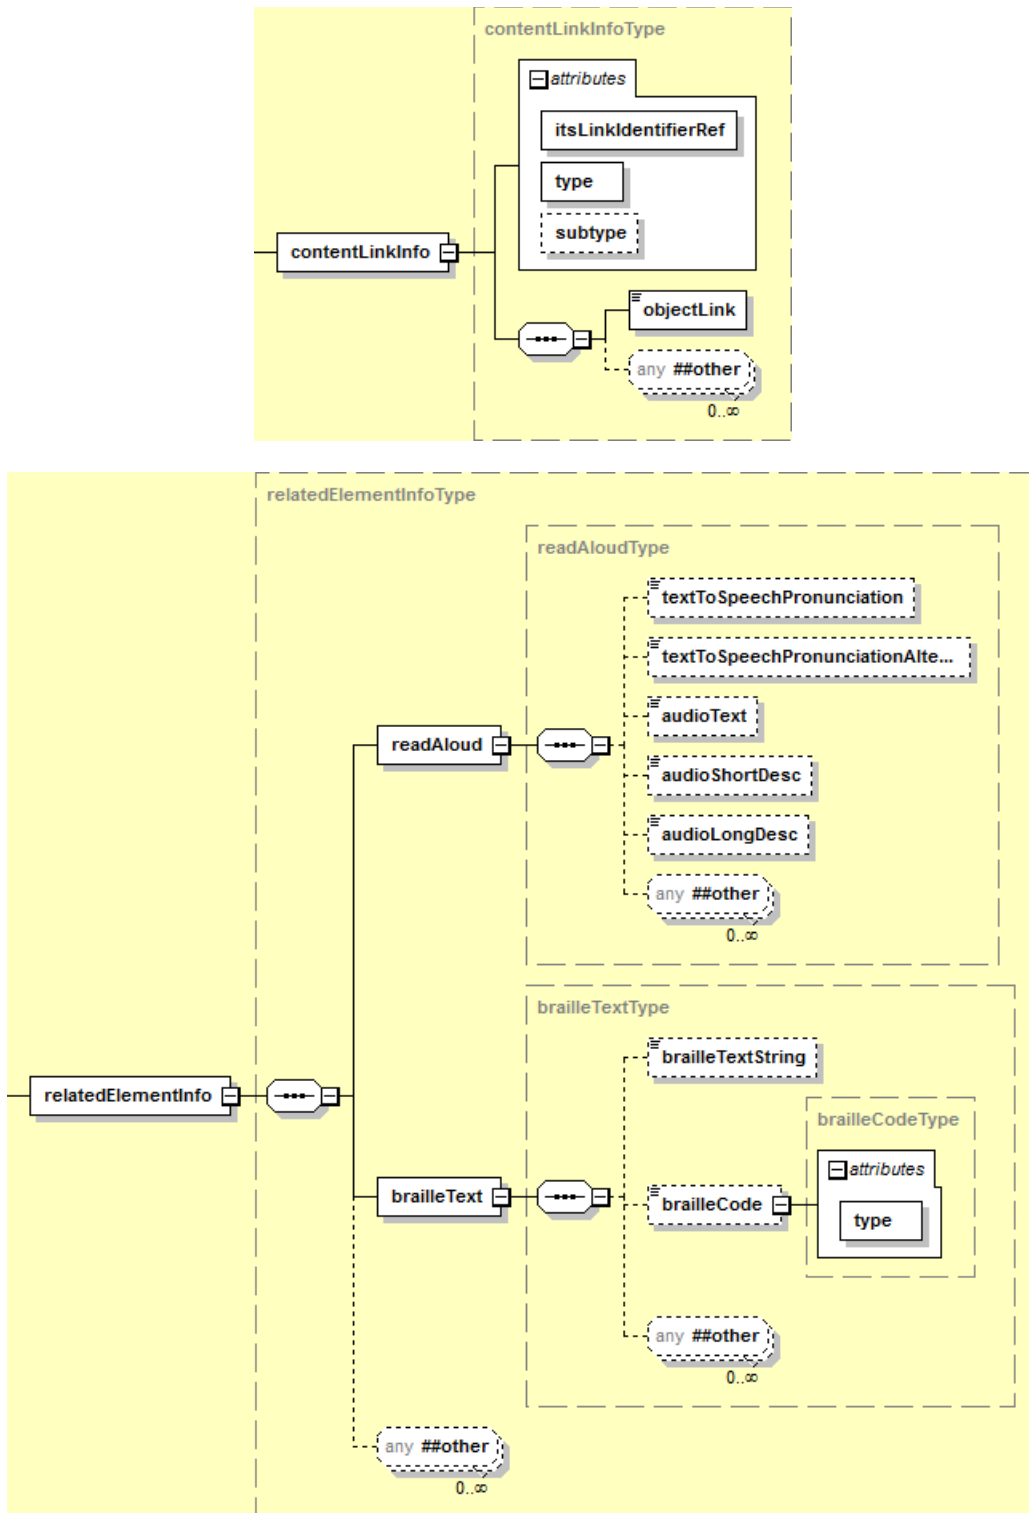 contentLinkInfoType
attributes
itsLinkIdentifierRef
type
subtype
contentLinkInfo
objectLink
any ##other
0..∞
relatedElementInfoType
readAloudType
textToSpeechPronunciation
textToSpeechPronunciationAlte...
audioText
readAloud
audioShortDesc
audioLongDesc
any ##other
0..∞
brailleTextType
brailleTextString
relatedElementInfo
brailleCodeType
attributes
brailleText
brailleCode
type
any ##other
0..∞
any ##other
0..∞